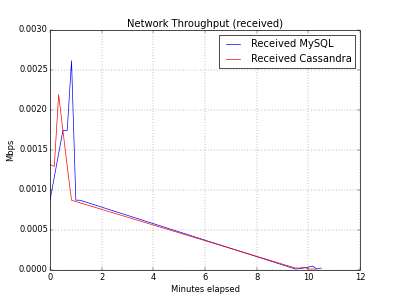 Network Throughput (received)
0.0030
0.0025
0.0020
0.0015
0.0010
0.0005
0.0000
Mbps
Received MySQL
Received Cassandra
0 2 4 6 8 10 12
Minutes elapsed